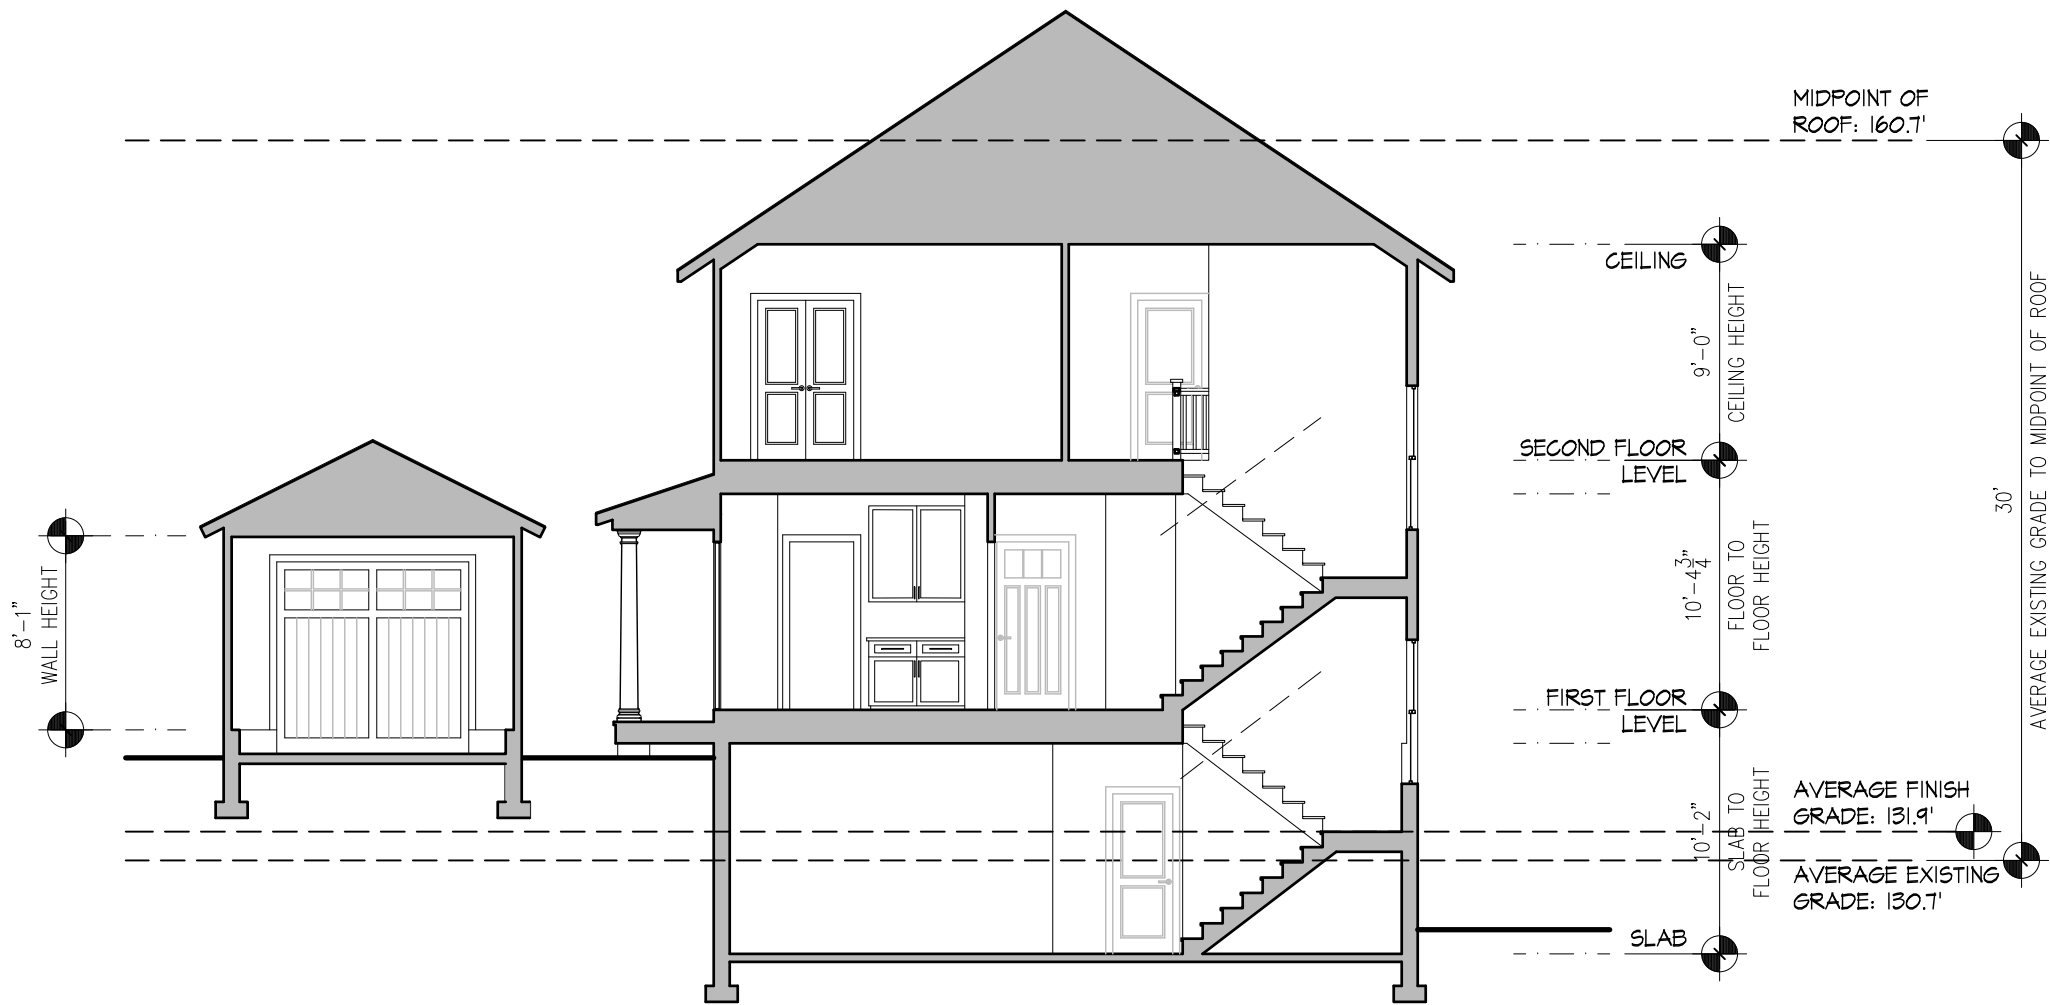 MIDPOINT OF
ROOF: 160.7'
CEILING
9'-0"
CEILING HEIGHT
SECOND FLOOR
LEVEL
10'-4 3/4"
FLOOR TO
FLOOR HEIGHT
30'
AVERAGE EXISTING GRADE TO MIDPOINT OF ROOF
8'-1"
WALL HEIGHT
FIRST FLOOR
LEVEL
10'-2"
SLAB TO
FLOOR HEIGHT
AVERAGE FINISH
GRADE: 131.9'
AVERAGE EXISTING
GRADE: 130.7'
SLAB